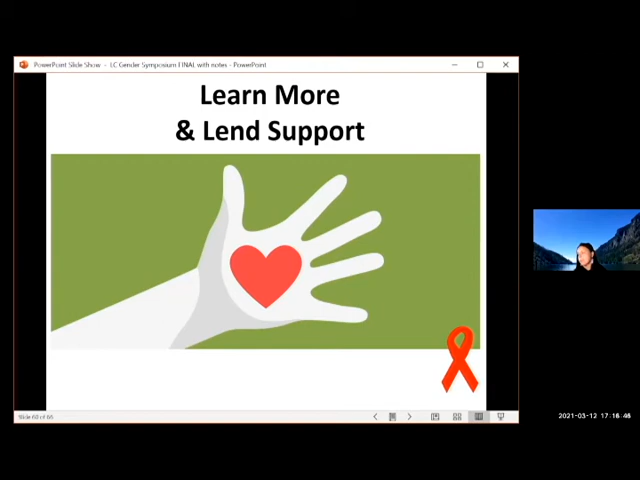 PowerPoint Slide Show - LC Gender Symposium FINAL with notes - PowerPoint
Learn More
& Lend Support
Slide 60 of 66
2021-03-12 17:16:46